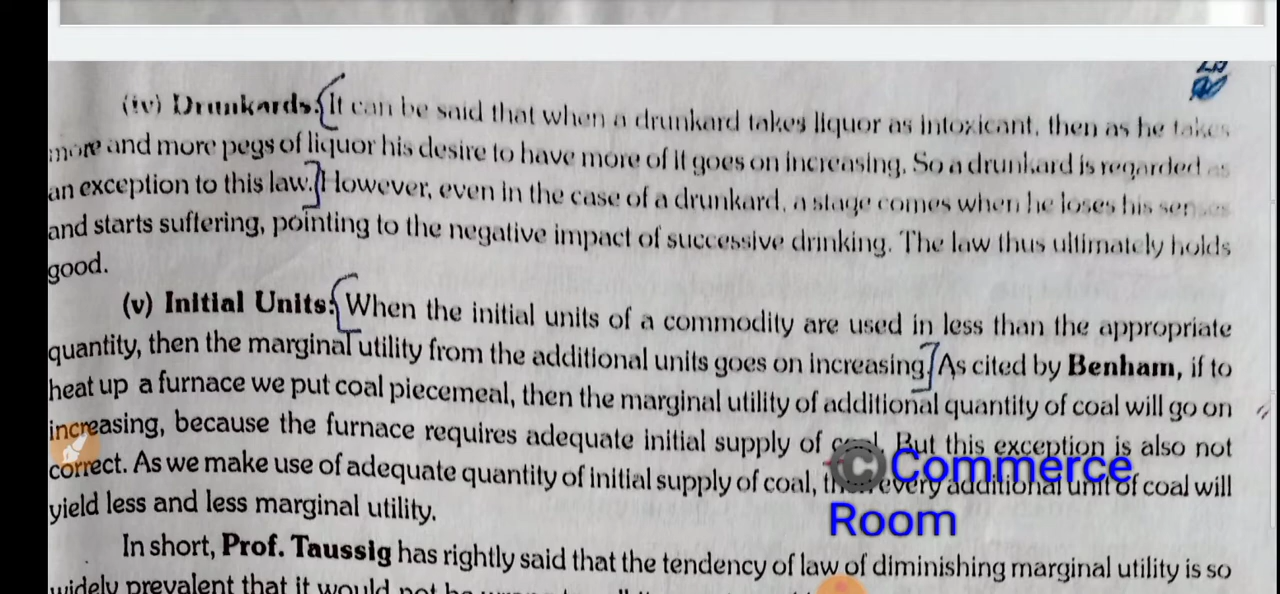 (iv) Drunkards: It can be said that when a drunkard takes liquor as intoxicant, then as he takes
more and more pegs of liquor his desire to have more of it goes on increasing. So a drunkard is regarded as
an exception to this law. However, even in the case of a drunkard, a stage comes when he loses his senses
and starts suffering, pointing to the negative impact of successive drinking. The law thus ultimately holds
good.
(v) Initial Units: When the initial units of a commodity are used in less than the appropriate
quantity, then the marginal utility from the additional units goes on increasing. As cited by Benham, if to
heat up a furnace we put coal piecemeal, then the marginal utility of additional quantity of coal will go on
increasing, because the furnace requires adequate initial supply of coal. But this exception is also not
correct. As we make use of adequate quantity of initial supply of coal, then every additional unit of coal will
yield less and less marginal utility.
© Commerce
Room
In short, Prof. Taussig has rightly said that the tendency of law of diminishing marginal utility is so
widely prevalent that it would not be